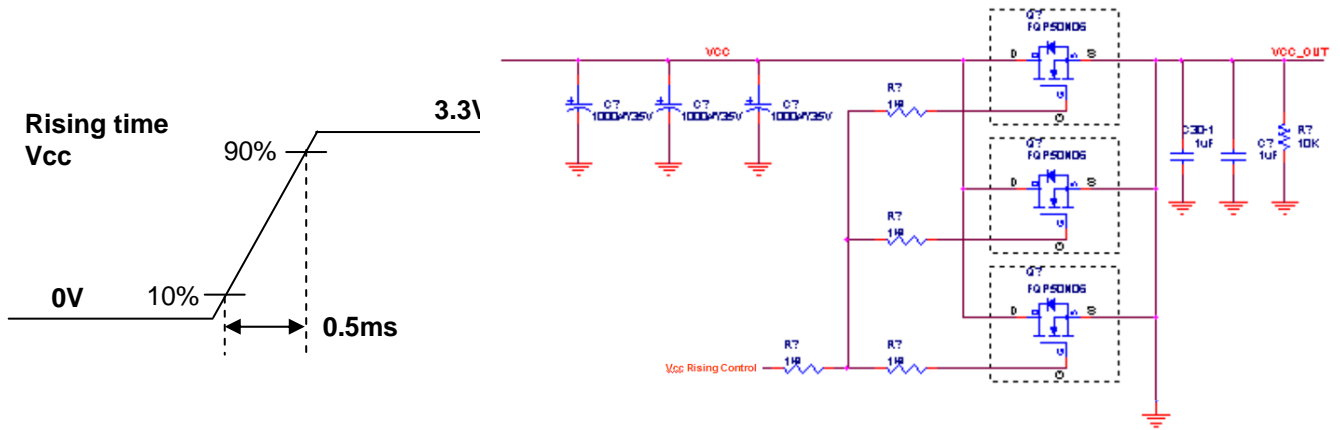 Rising time
Vcc
3.3V
90%
10%
0V
0.5ms
VCC
VCC_OUT
Q?
FQP50N06
D
S
G
C?
1000uF/35V
C?
1000uF/35V
C?
1000uF/35V
R?
1K
C30-1
1uF
C?
1uF
R?
10K
Q?
FQP50N06
D
S
G
R?
1K
Q?
FQP50N06
D
S
G
R?
1K
R?
1K
Vcc Rising Control